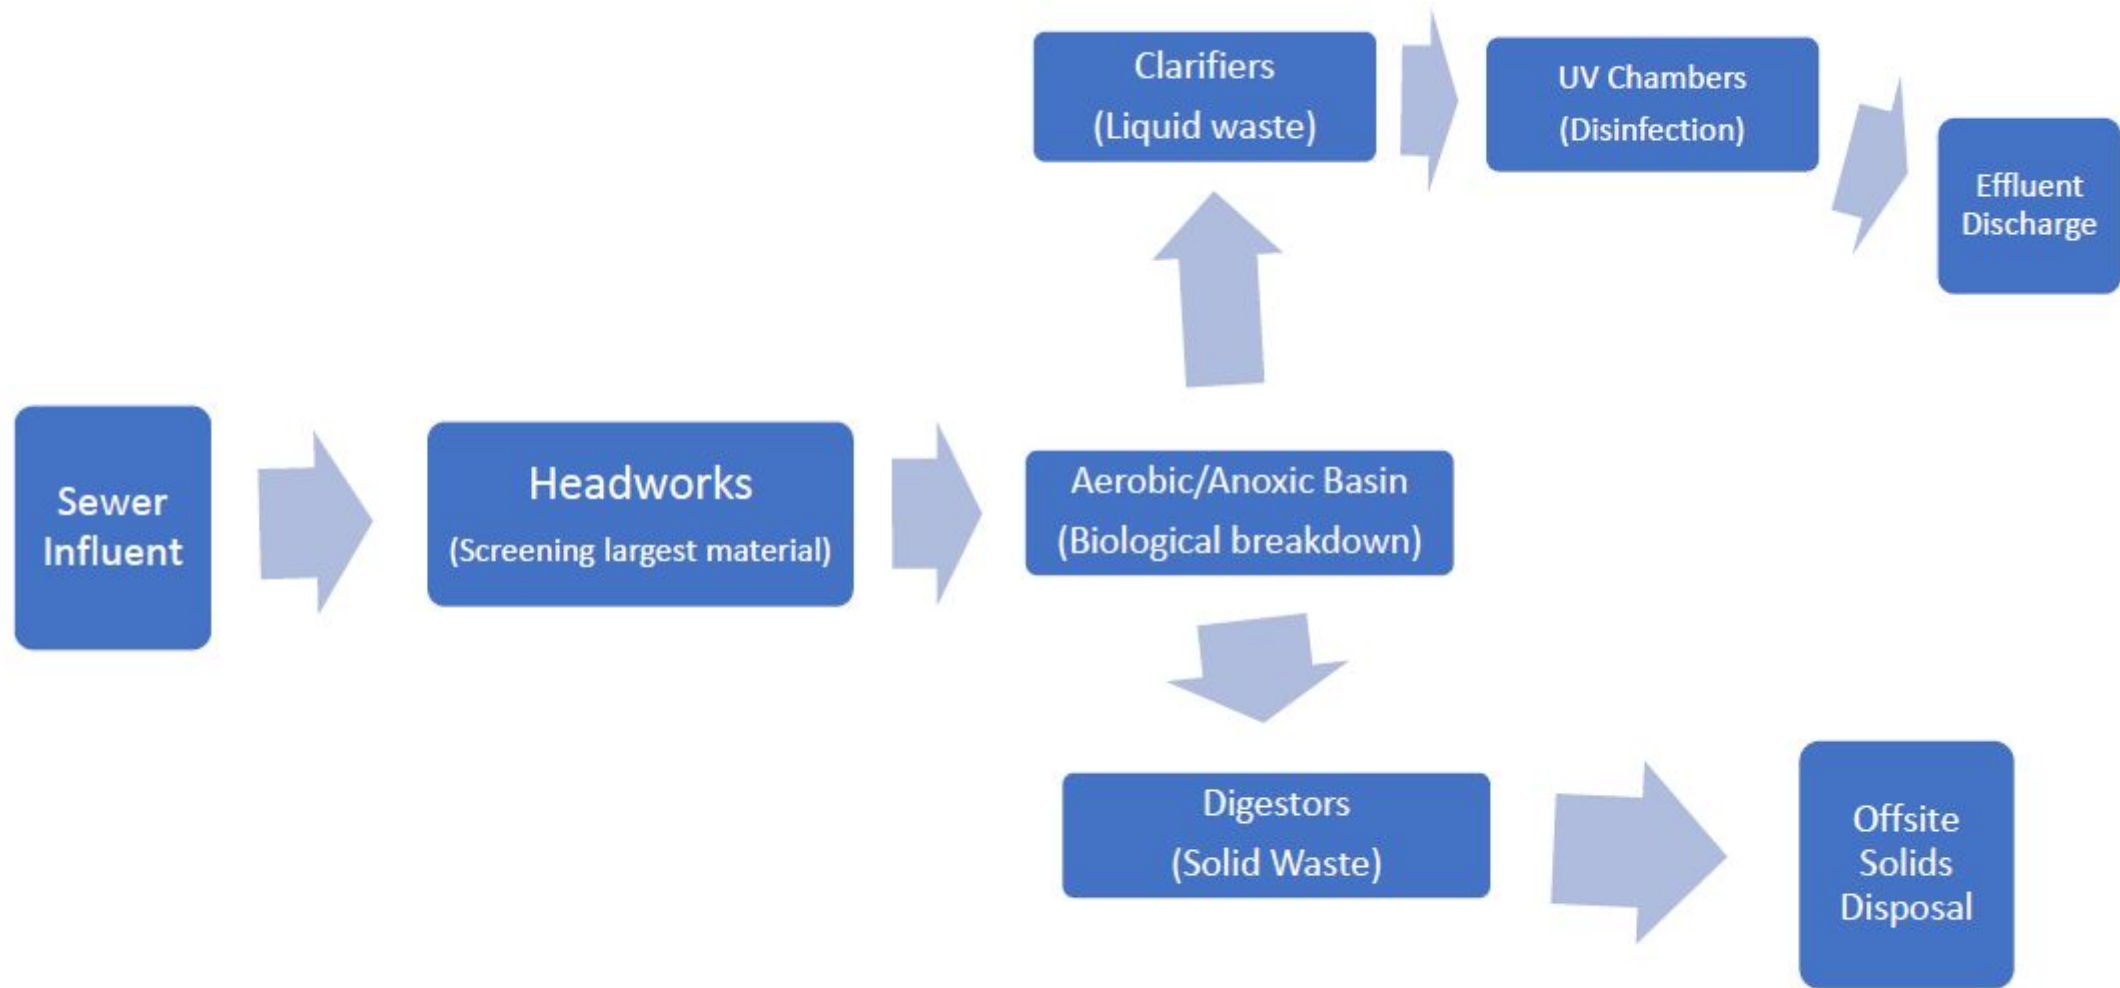 Sewer
Influent
Headworks
(Screening largest material)
Aerobic/Anoxic Basin
(Biological breakdown)
Clarifiers
(Liquid waste)
UV Chambers
(Disinfection)
Effluent
Discharge
Digestors
(Solid Waste)
Offsite
Solids
Disposal